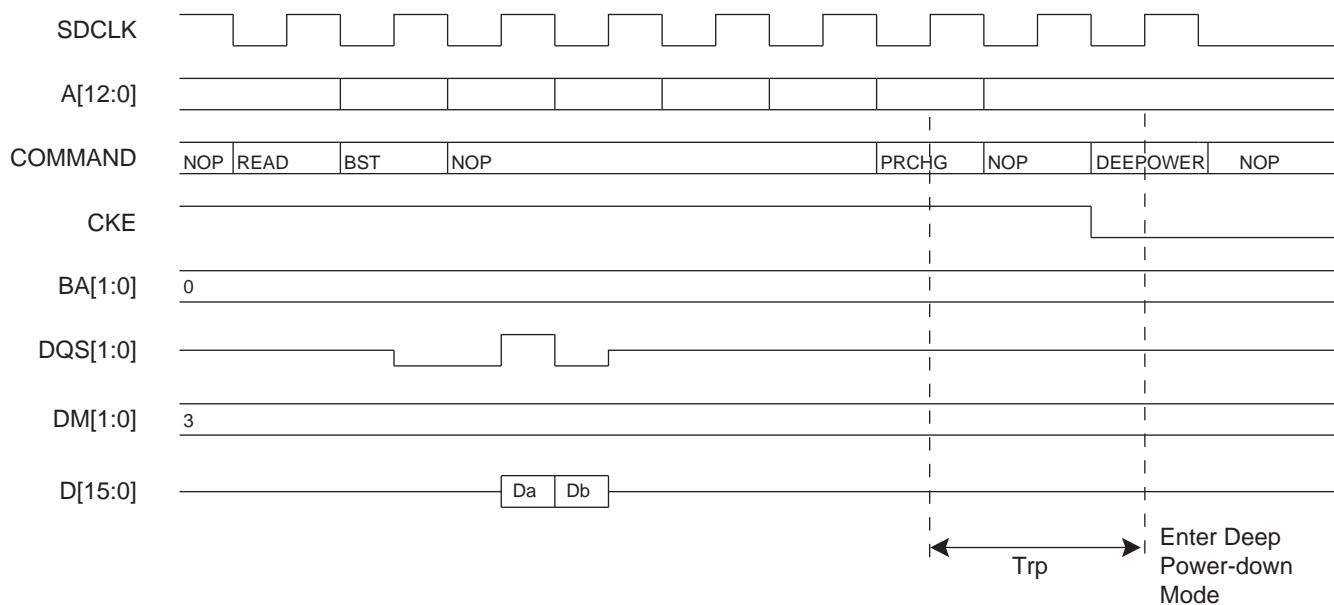 SDCLK
A[12:0]
COMMAND NOP READ BST NOP PRCHG NOP DEEPOWER NOP
CKE
BA[1:0] 0
DQS[1:0]
DM[1:0] 3
D[15:0] Da Db
Trp
Enter Deep
Power-down
Mode